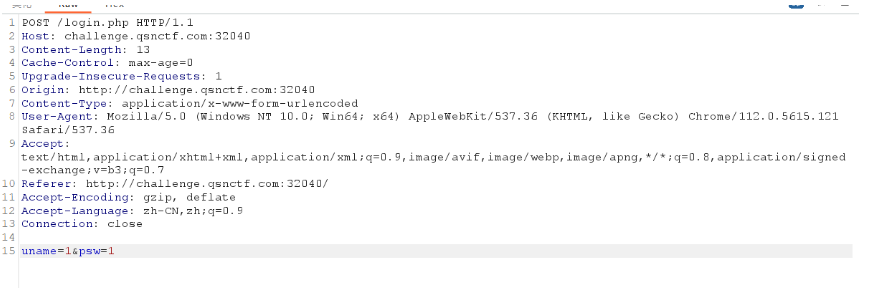 1 POST /login.php HTTP/1.1
2 Host: challenge.qsnctf.com:32040
3 Content-Length: 13
4 Cache-Control: max-age=0
5 Upgrade-Insecure-Requests: 1
6 Origin: http://challenge.qsnctf.com:32040
7 Content-Type: application/x-www-form-urlencoded
8 User-Agent: Mozilla/5.0 (Windows NT 10.0; Win64; x64) AppleWebKit/537.36 (KHTML, like Gecko) Chrome/112.0.5615.121
Safari/537.36
9 Accept:
text/html,application/xhtml+xml,application/xml;q=0.9,image/avif,image/webp,image/apng,*/*;q=0.8,application/signed
-exchange;v=b3;q=0.7
10 Referer: http://challenge.qsnctf.com:32040/
11 Accept-Encoding: gzip, deflate
12 Accept-Language: zh-CN,zh;q=0.9
13 Connection: close
14
15 uname=1&psw=1